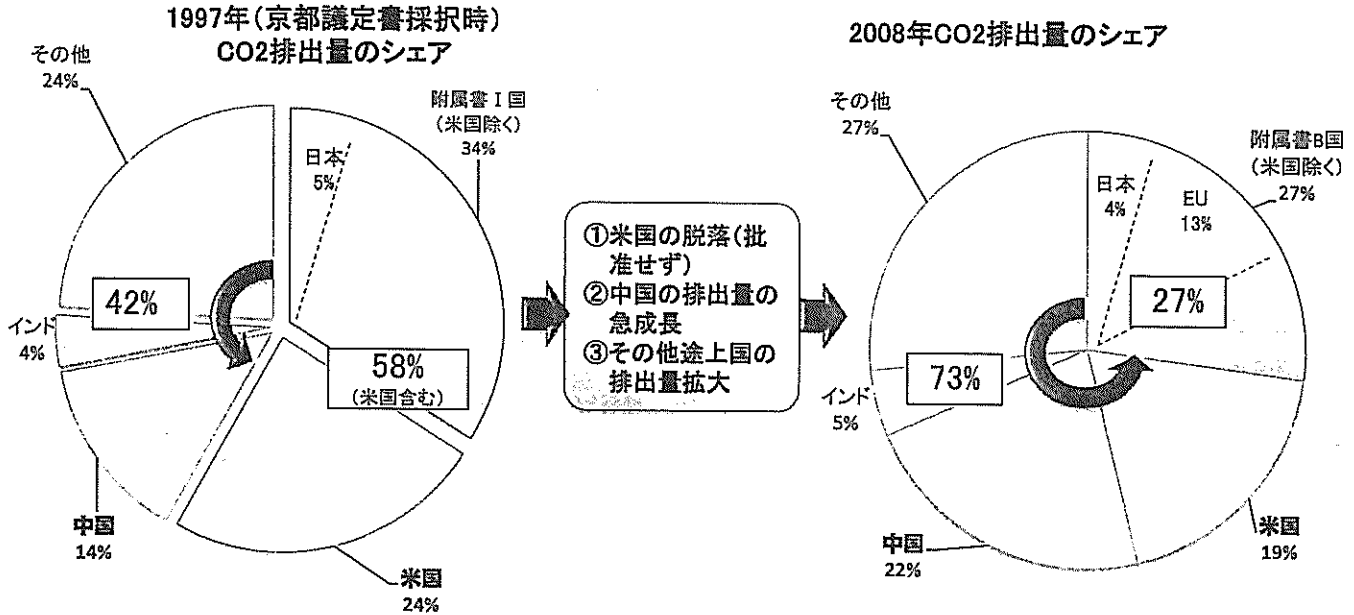 1997年(京都議定書採択時)
CO2排出量のシェア
その他
24%
附属書Ⅰ国
(米国除く)
34%
日本
5%
42%
インド
4%
58%
(米国含む)
中国
14%
米国
24%
①米国の脱落(批
准せず)
②中国の排出量の
急成長
③その他途上国の
排出量拡大
2008年CO2排出量のシェア
その他
27%
附属書B国
(米国除く)
27%
日本
4%
EU
13%
27%
73%
インド
5%
中国
22%
米国
19%